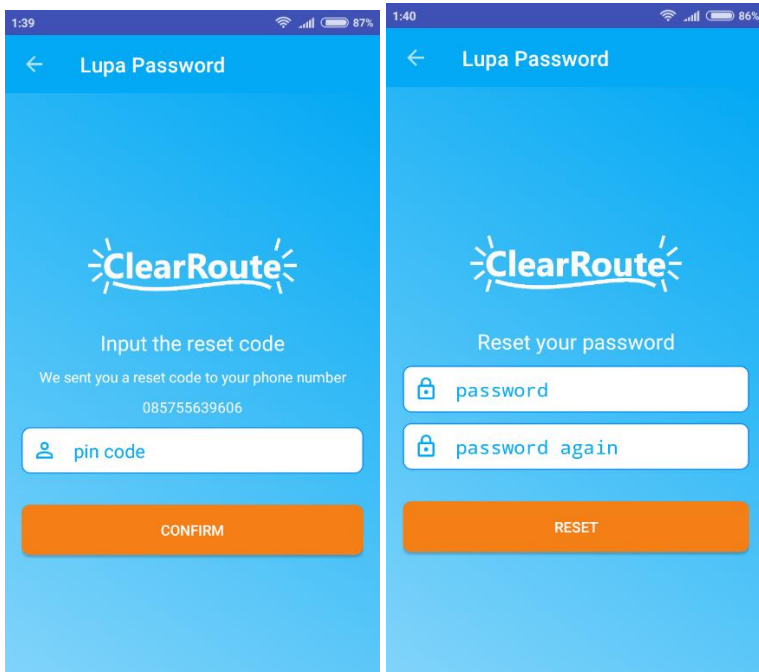 1:39
87%
Lupa Password
ClearRoute
Input the reset code
We sent you a reset code to your phone number
085755639606
pin code
CONFIRM
1:40
86%
Lupa Password
ClearRoute
Reset your password
password
password again
RESET